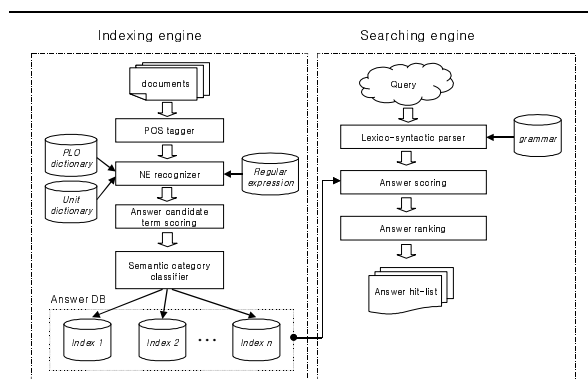 Indexing engine
documents
POS tagger
PLO
dictionary
NE recognizer
Regular
expression
Unit
dictionary
Answer candidate
term scoring
Semantic category
classifier
Answer DB
Index 1
Index 2
...
Index n
Searching engine
Query
Lexico-syntactic parser
grammar
Answer scoring
Answer ranking
Answer hit-list